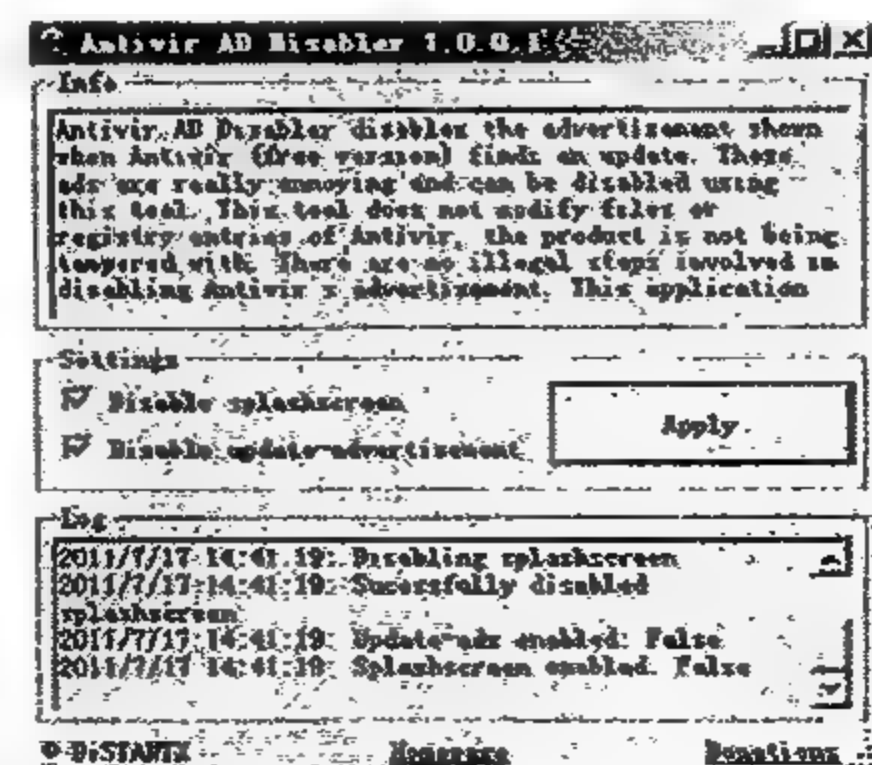 Antivir AD Disabler 1.0.0.1
Info
Antivir AD Disabler disables the advertisement shown
when Antivir (free version) finds an update. These
ads are really annoying and can be disabled using
this tool. This tool does not modify files or
registry entries of Antivir, the product is not being
tampered with. There are no illegal steps involved in
disabling Antivir's advertisement. This application
Settings
Disable splashscreen
Disable update-advertisement
Apply
Log
2011/7/17 14:41:19: Disabling splashscreen
2011/7/17 14:41:19: Sucessfully disabled
splashscreen
2011/7/17 14:41:19: Update-ads enabled: False
2011/7/17 14:41:19: Splashscreen enabled: False
Homepage
Donations